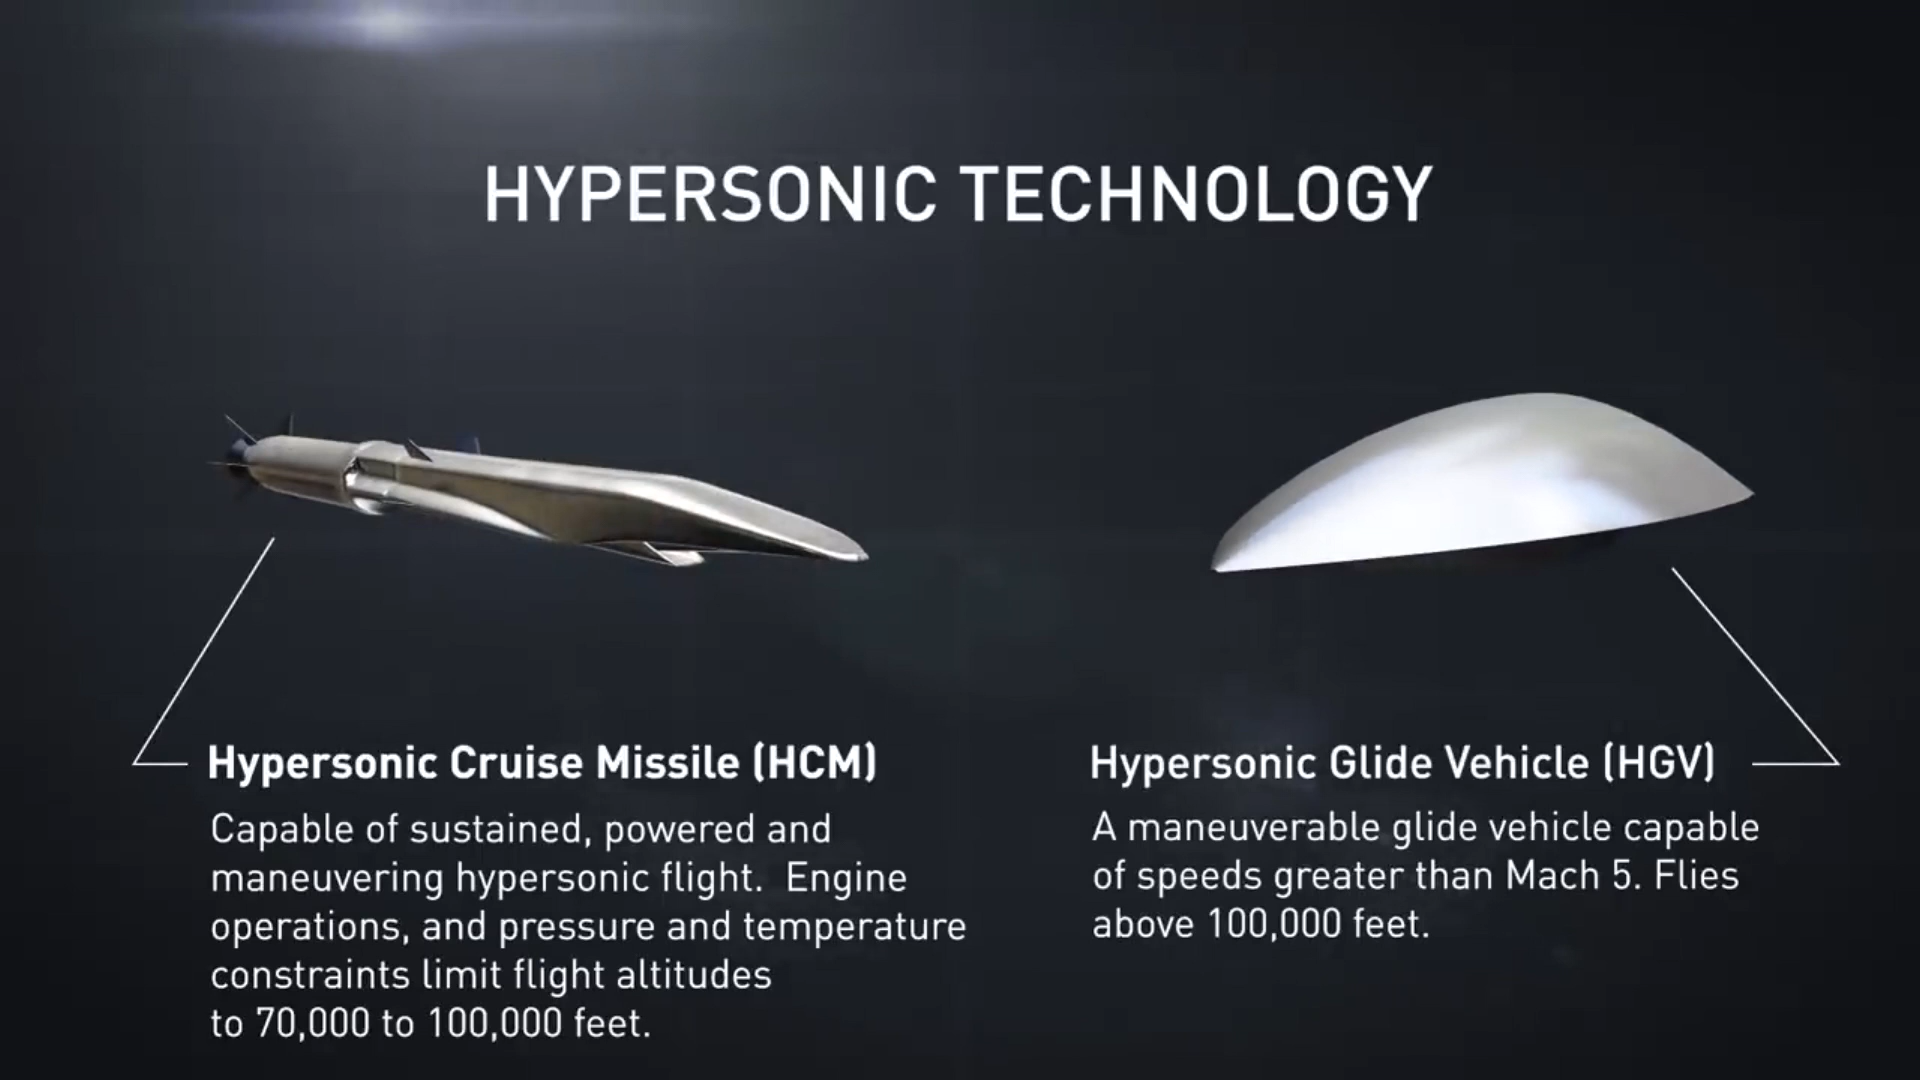 HYPERSONIC TECHNOLOGY
Hypersonic Cruise Missile (HCM)
Capable of sustained, powered and
maneuvering hypersonic flight.  Engine
operations, and pressure and temperature
constraints limit flight altitudes
to 70,000 to 100,000 feet.
Hypersonic Glide Vehicle (HGV)
A maneuverable glide vehicle capable
of speeds greater than Mach 5. Flies
above 100,000 feet.